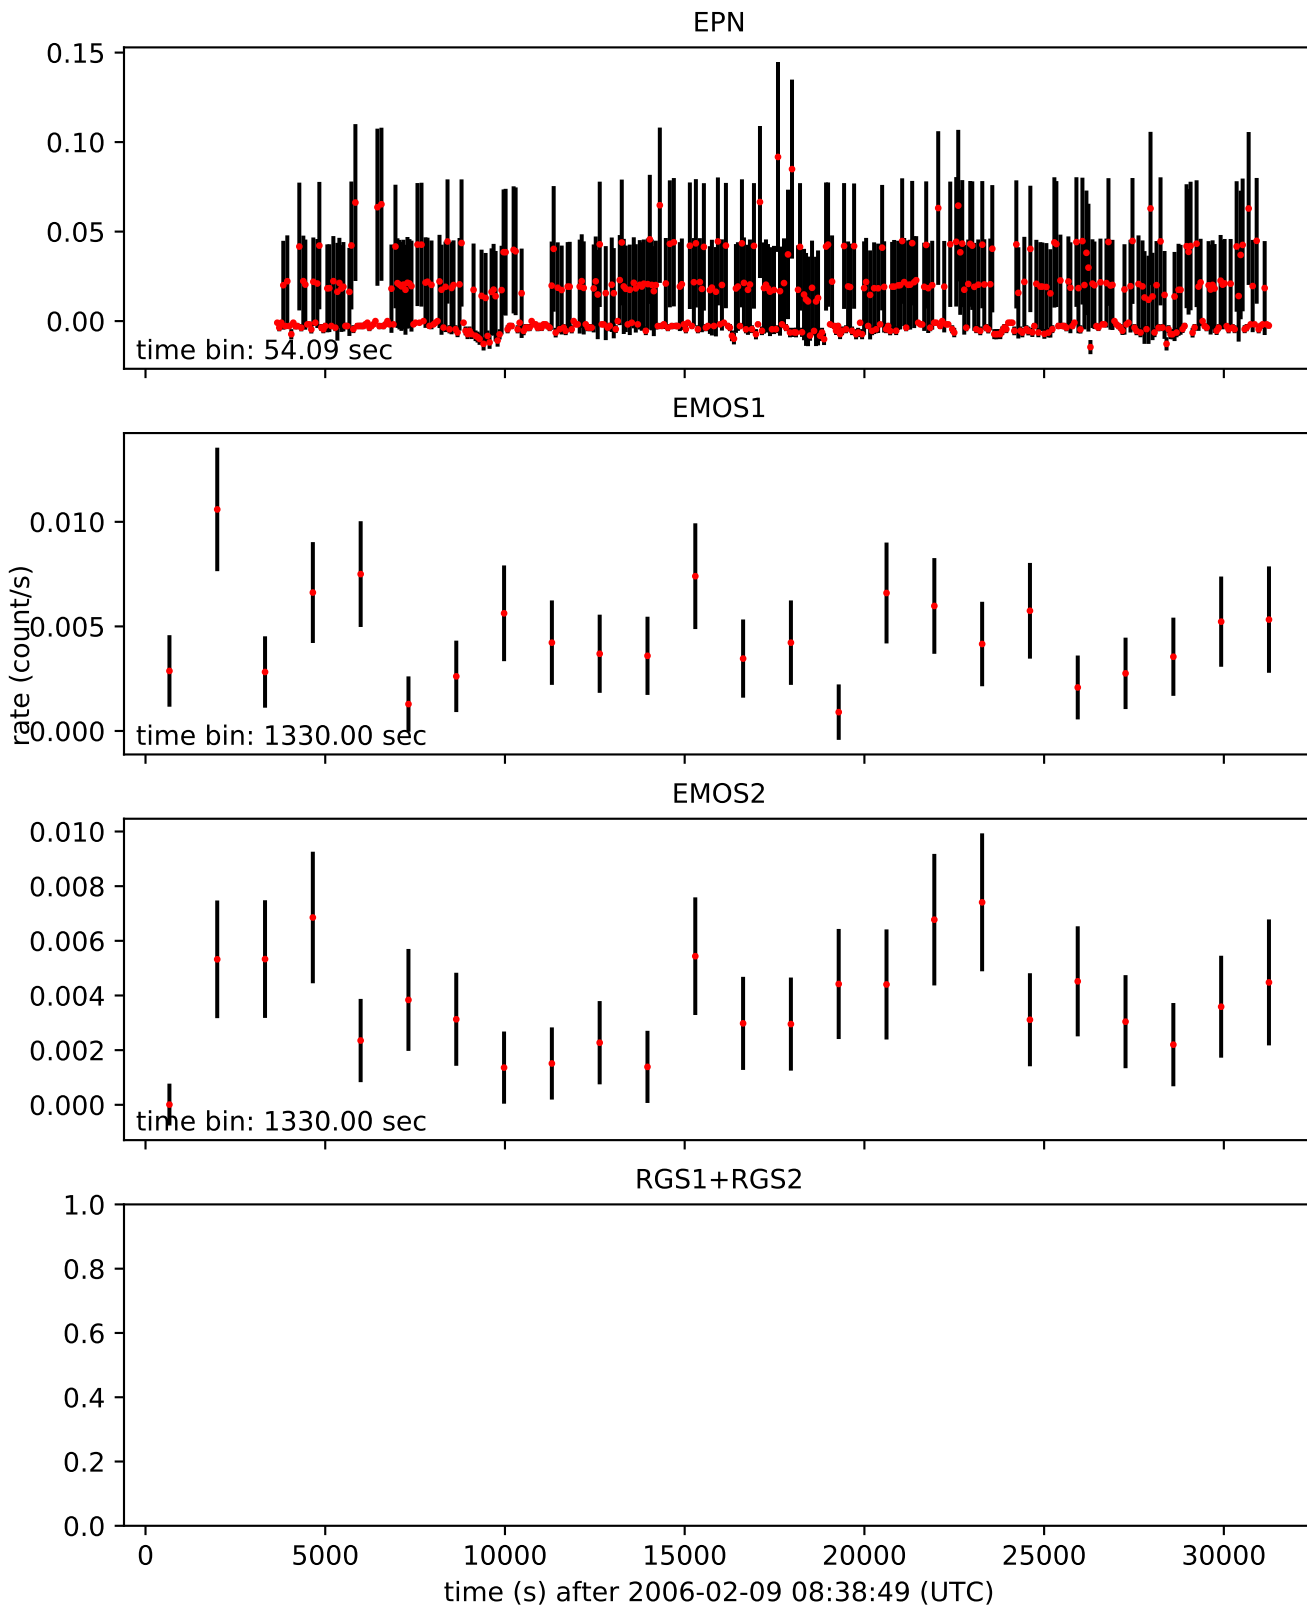 EPN
0.15
0.10
0.05
0.00
time bin: 54.09 sec
EMOS1
0.010
0.005
0.000
time bin: 1330.00 sec
rate (count/s)
EMOS2
0.010
0.008
0.006
0.004
0.002
0.000
time bin: 1330.00 sec
RGS1+RGS2
1.0
0.8
0.6
0.4
0.2
0.0
0 5000 10000 15000 20000 25000 30000
time (s) after 2006-02-09 08:38:49 (UTC)